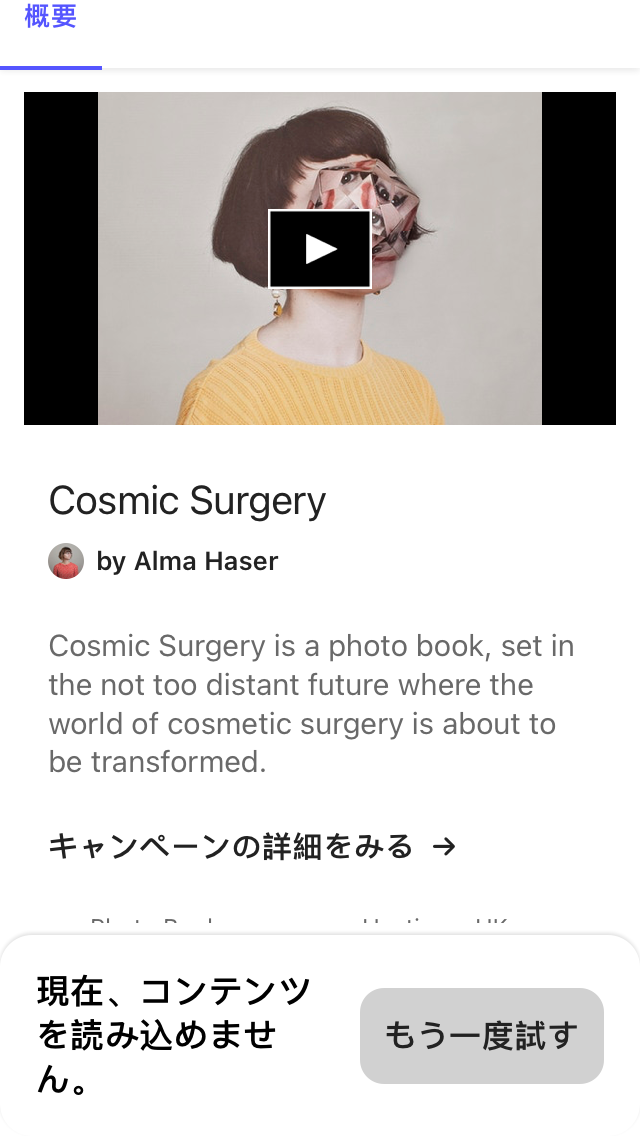 概要
Cosmic Surgery
by Alma Haser
Cosmic Surgery is a photo book, set in
the not too distant future where the
world of cosmetic surgery is about to
be transformed.
キャンペーンの詳細をみる →
現在、コンテンツ
を読み込めませ
ん。
もう一度試す